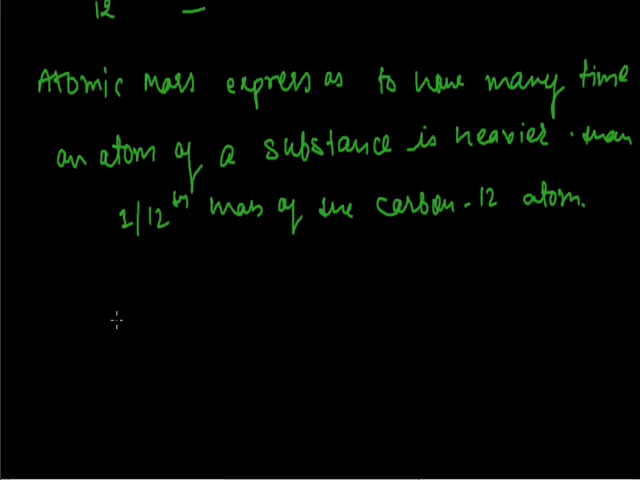 12 —
Atomic Mass express as to how many time
an atom of a substance is heavier than
1/12th mass of the carbon-12 atom.